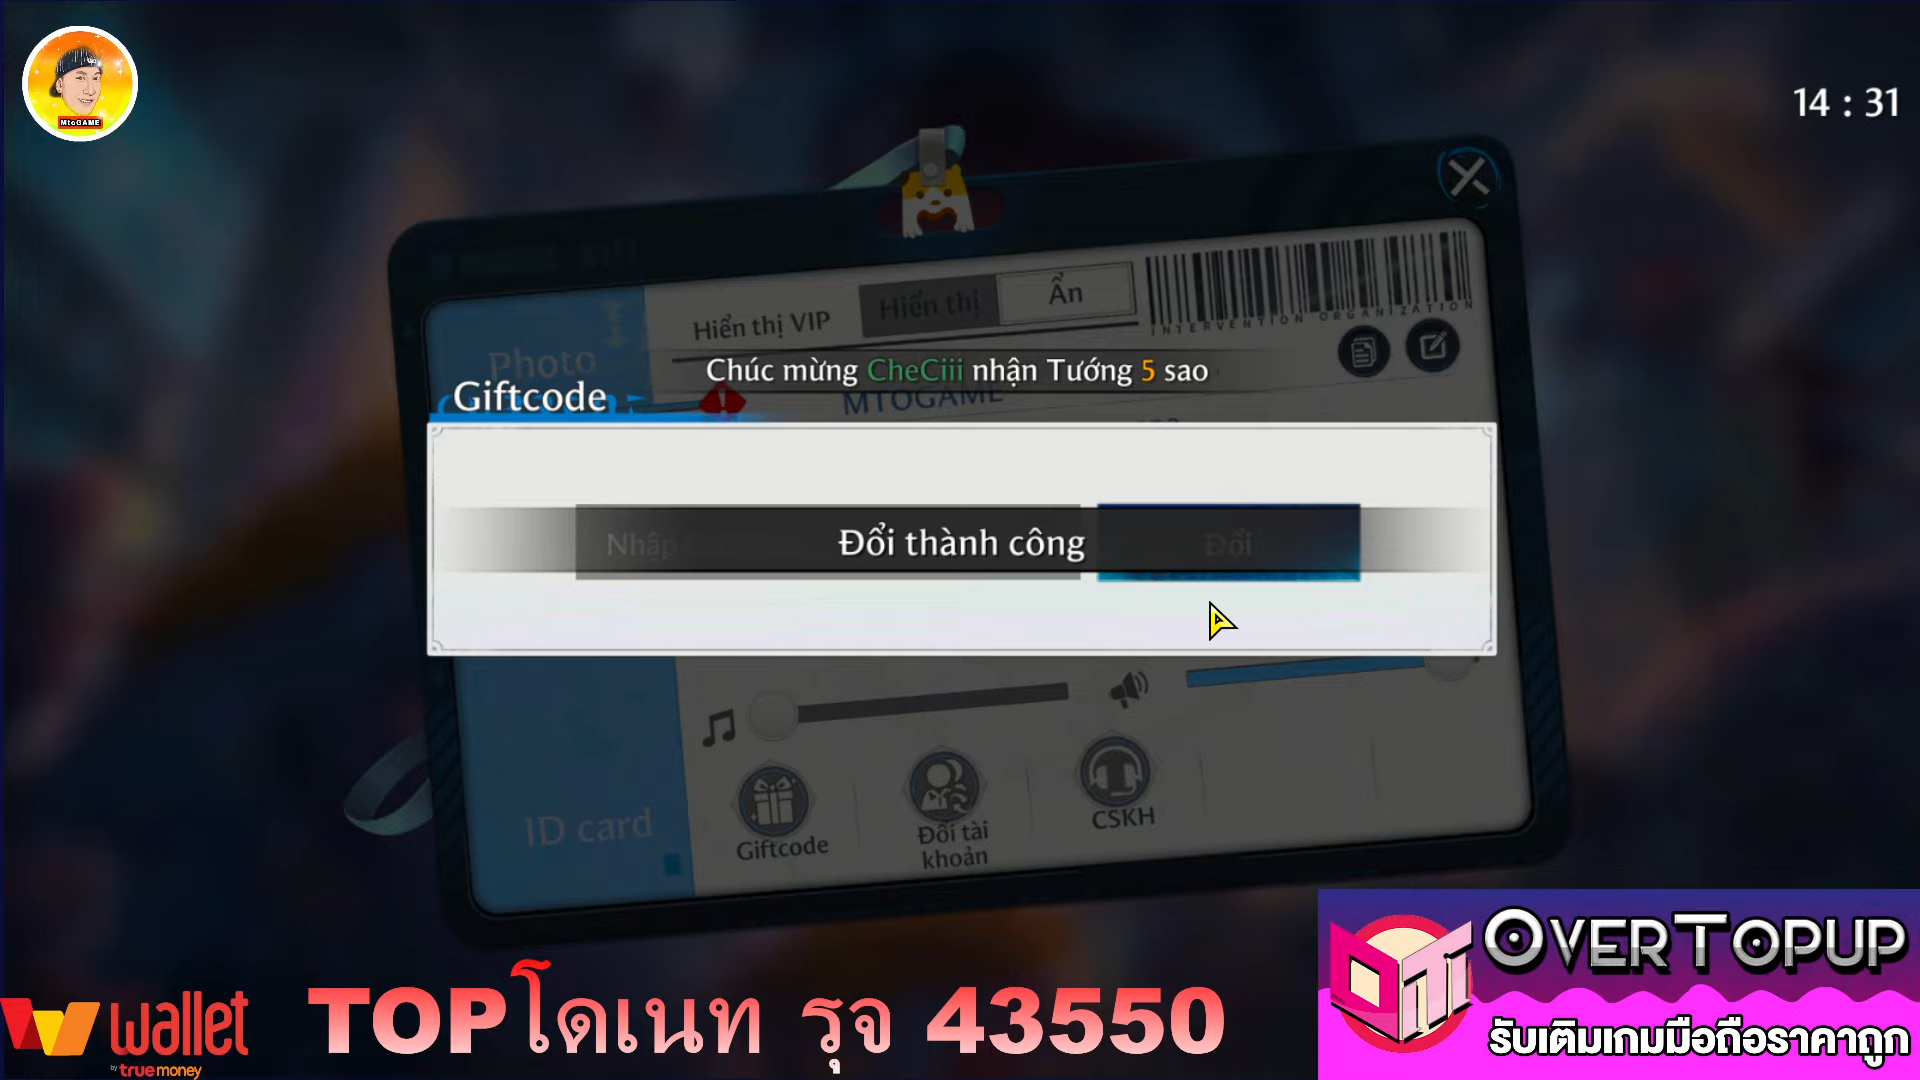 MtoGAME
14 : 31
Hiển thị VIP
Hiển thị
Ẩn
INTERVENTION ORGANIZATION
Photo
Chúc mừng CheCiii nhận Tướng 5 sao
Giftcode
MTOGAME
Nhập
Đổi thành công
Đổi
ID card
Giftcode
Đổi tài khoản
CSKH
OVERTOPUP
รับเติมเกมมือถือราคาถูก
wallet
by truemoney
TOPโดเนท รุจ 43550